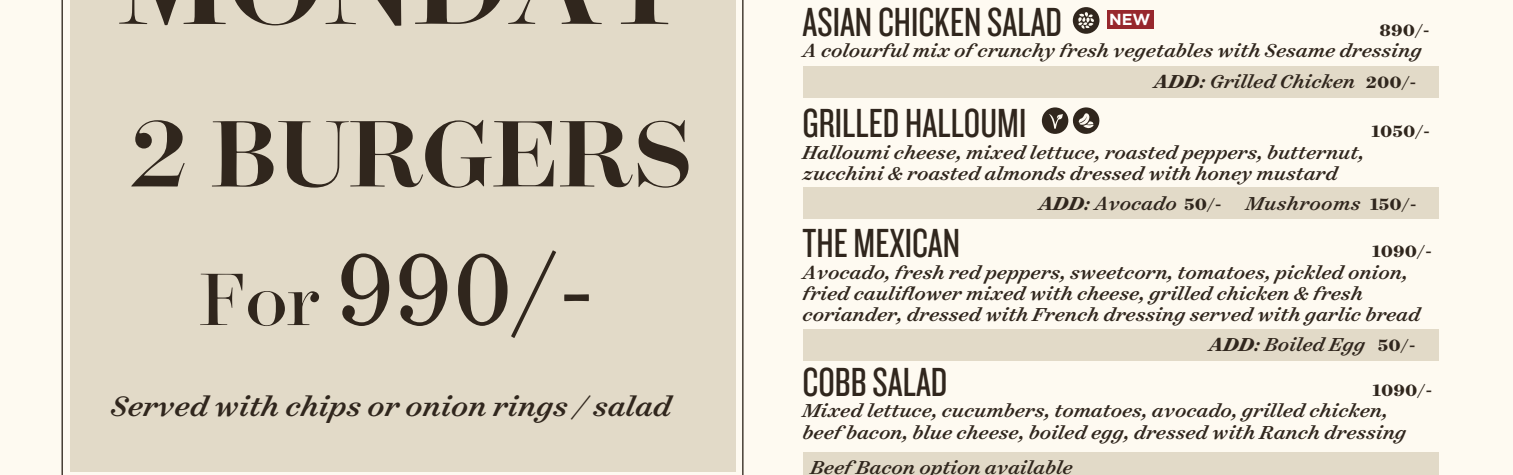 MONDAY
2 BURGERS
For 990/-
Served with chips or onion rings / salad
ASIAN CHICKEN SALAD NEW 890/-
A colourful mix of crunchy fresh vegetables with Sesame dressing
ADD: Grilled Chicken 200/-
GRILLED HALLOUMI 1050/-
Halloumi cheese, mixed lettuce, roasted peppers, butternut,
zucchini & roasted almonds dressed with honey mustard
ADD: Avocado 50/- Mushrooms 150/-
THE MEXICAN 1090/-
Avocado, fresh red peppers, sweetcorn, tomatoes, pickled onion,
fried cauliflower mixed with cheese, grilled chicken & fresh
coriander, dressed with French dressing served with garlic bread
ADD: Boiled Egg 50/-
COBB SALAD 1090/-
Mixed lettuce, cucumbers, tomatoes, avocado, grilled chicken,
beef bacon, blue cheese, boiled egg, dressed with Ranch dressing
Beef Bacon option available